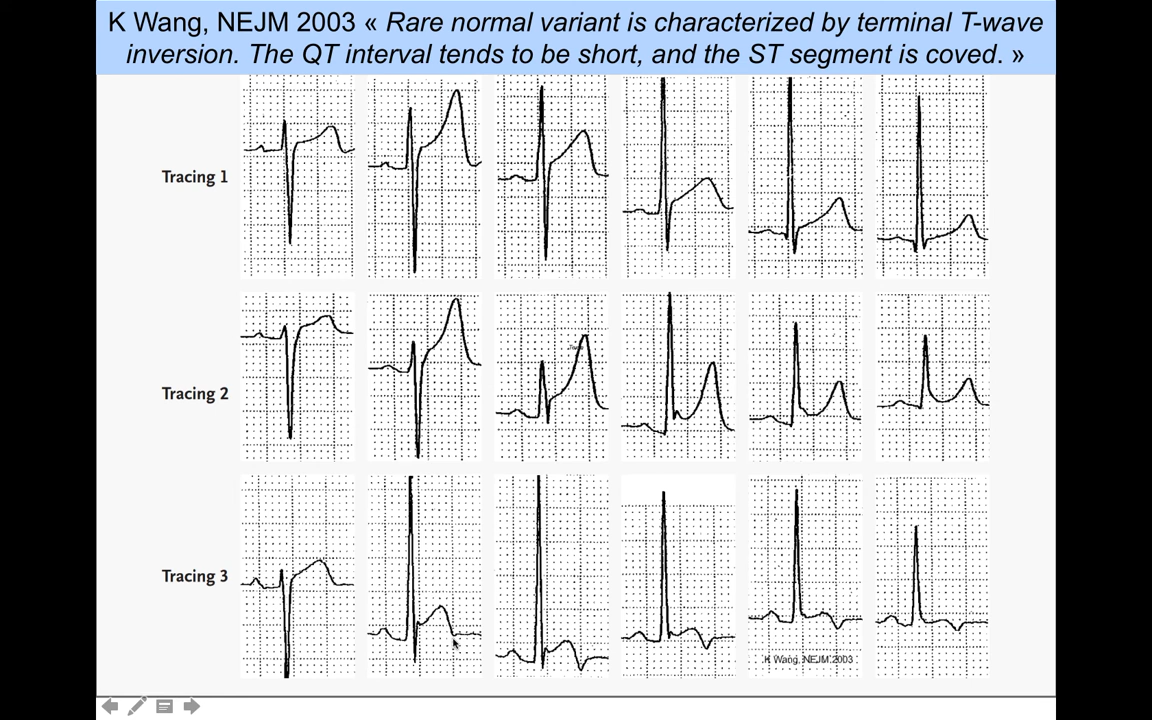 K Wang, NEJM 2003 « Rare normal variant is characterized by terminal T-wave
inversion. The QT interval tends to be short, and the ST segment is coved. »
Tracing 1
Tracing 2
Tracing 3
K Wang, NEJM 2003